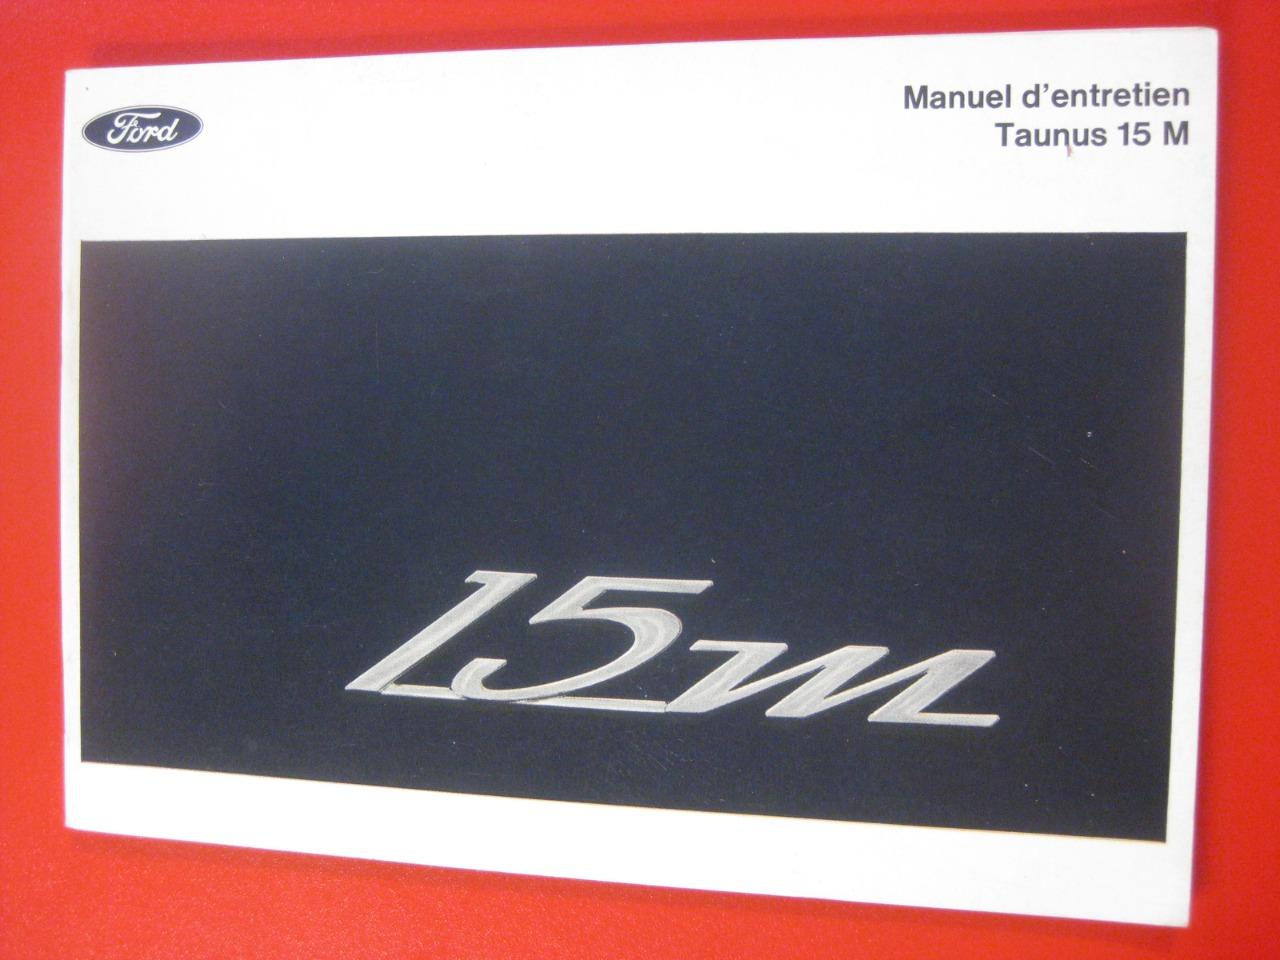 Ford
Manuel d'entretien
Taunus 15 M
15m